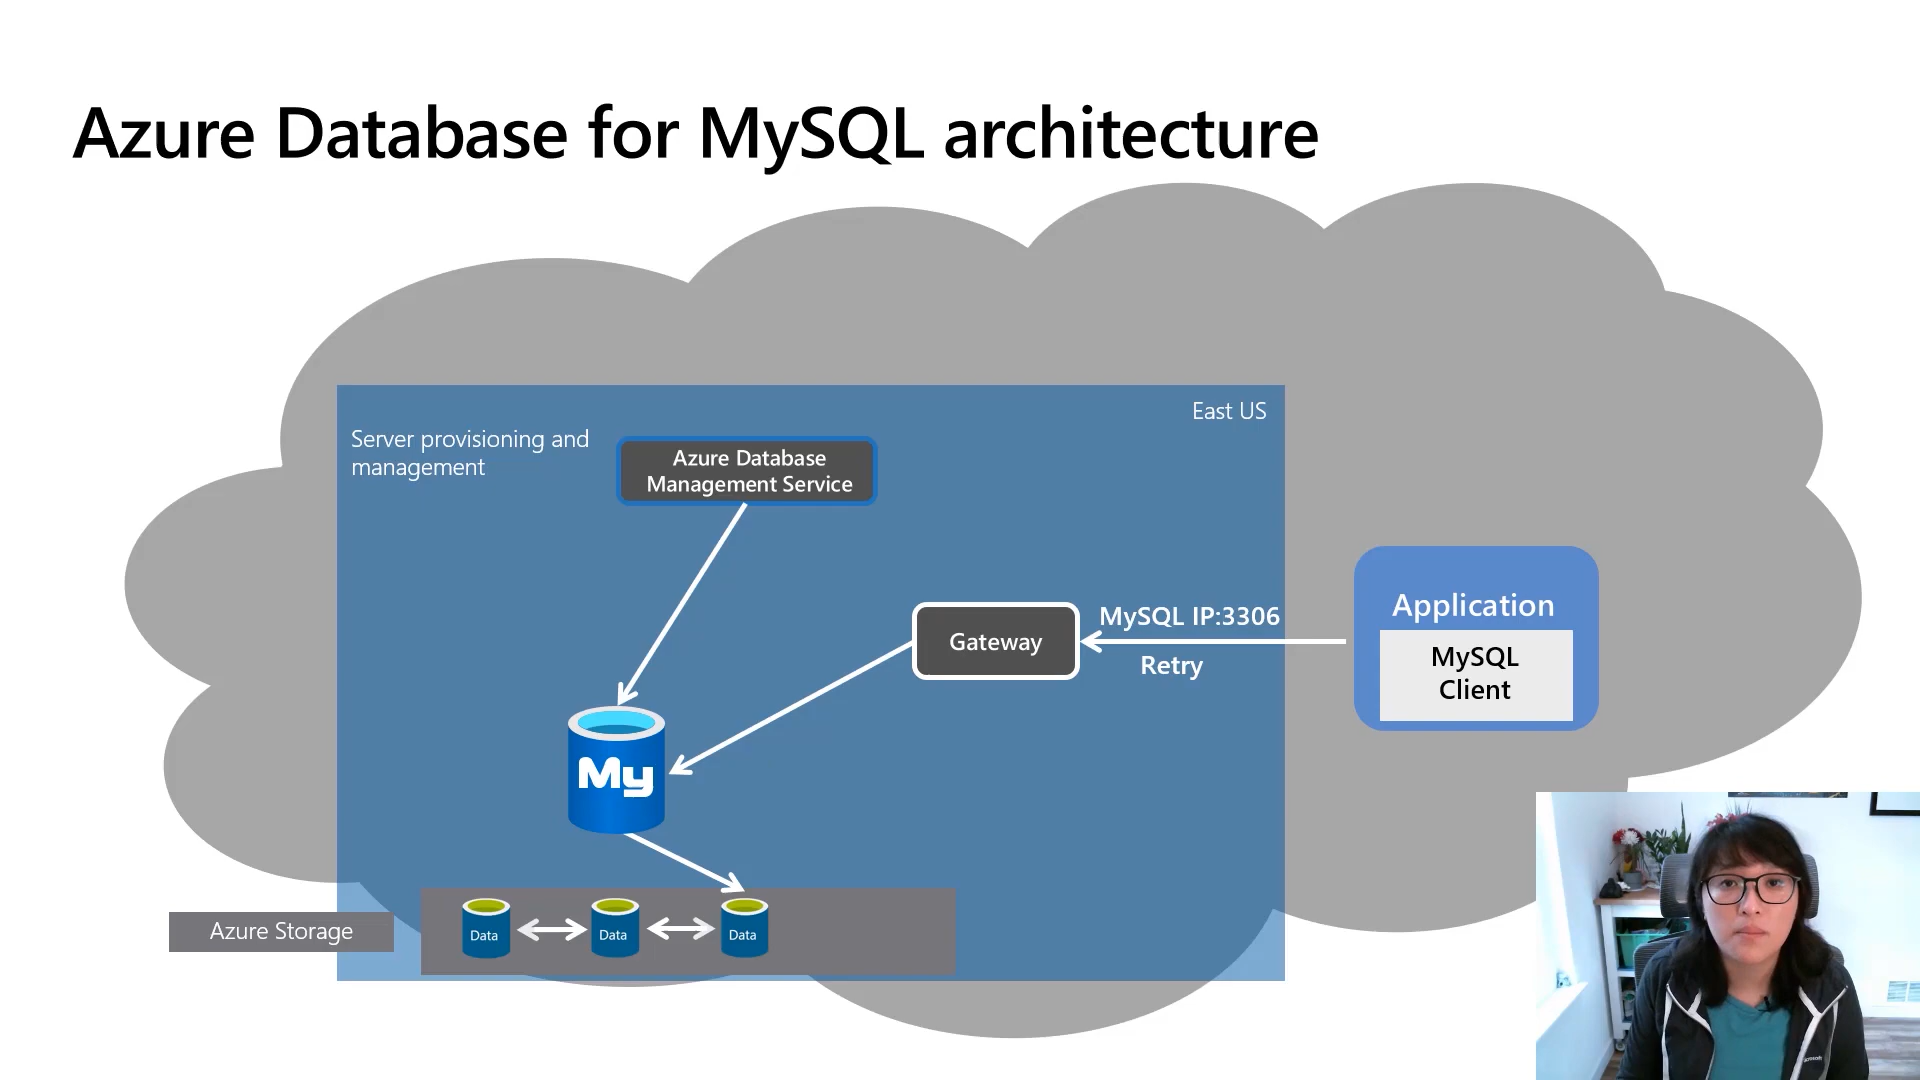 Azure Database for MySQL architecture
East US
Server provisioning and
management
Azure Database
Management Service
Gateway
MySQL IP:3306
Retry
Application
MySQL
Client
My
Azure Storage
Data
Data
Data